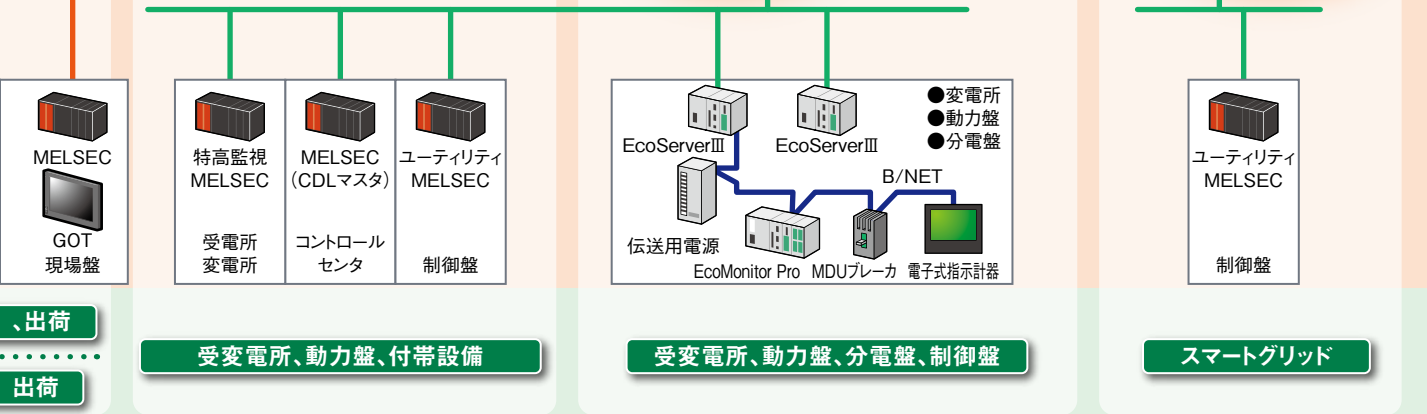 MELSEC
GOT
現場盤
特高監視
MELSEC
受電所
変電所
MELSEC
(CDLマスタ)
コントロール
センタ
ユーティリティ
MELSEC
制御盤
EcoServerⅢ
EcoServerⅢ
●変電所
●動力盤
●分電盤
B/NET
伝送用電源
EcoMonitor Pro
MDUブレーカ
電子式指示計器
ユーティリティ
MELSEC
制御盤
、出荷
出荷
受変電所、動力盤、付帯設備
受変電所、動力盤、分電盤、制御盤
スマートグリッド